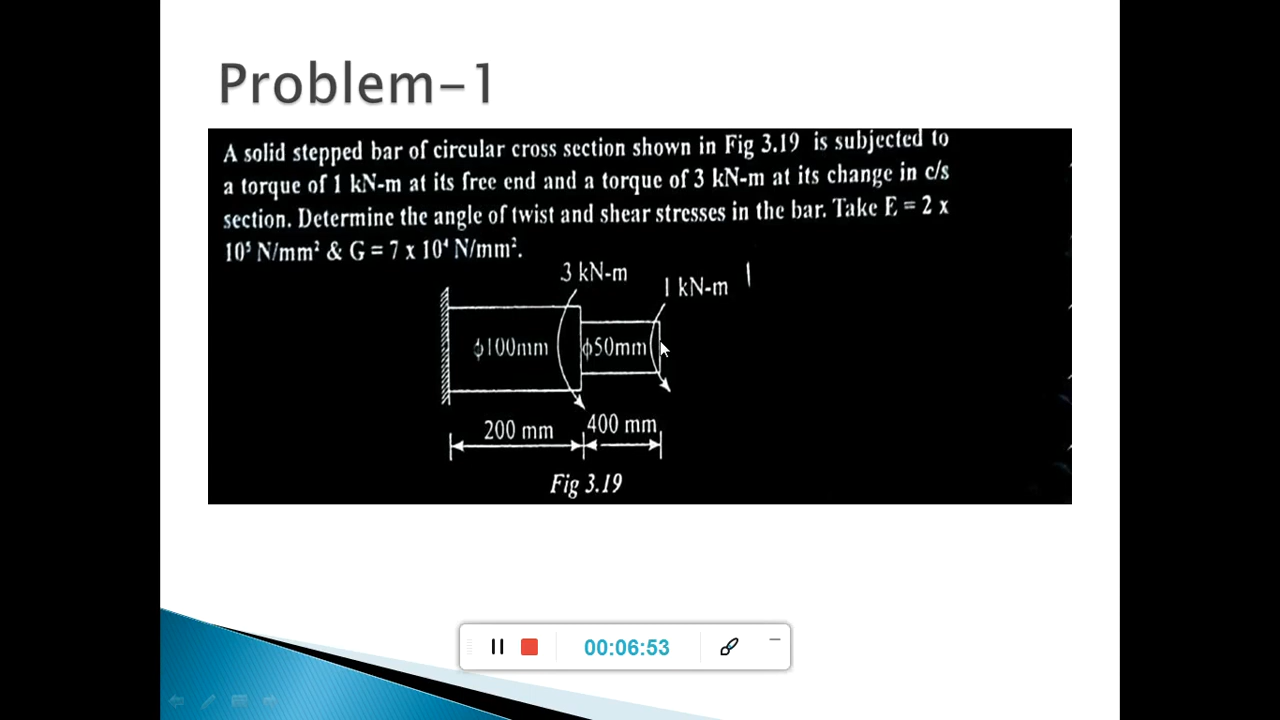 Problem-1
A solid stepped bar of circular cross section shown in Fig 3.19 is subjected to
a torque of 1 kN-m at its free end and a torque of 3 kN-m at its change in c/s
section. Determine the angle of twist and shear stresses in the bar. Take E = 2 x
10⁵ N/mm² & G = 7 x 10⁴ N/mm².
3 kN-m
1 kN-m
ϕ100mm
ϕ50mm
200 mm
400 mm
Fig 3.19
00:06:53